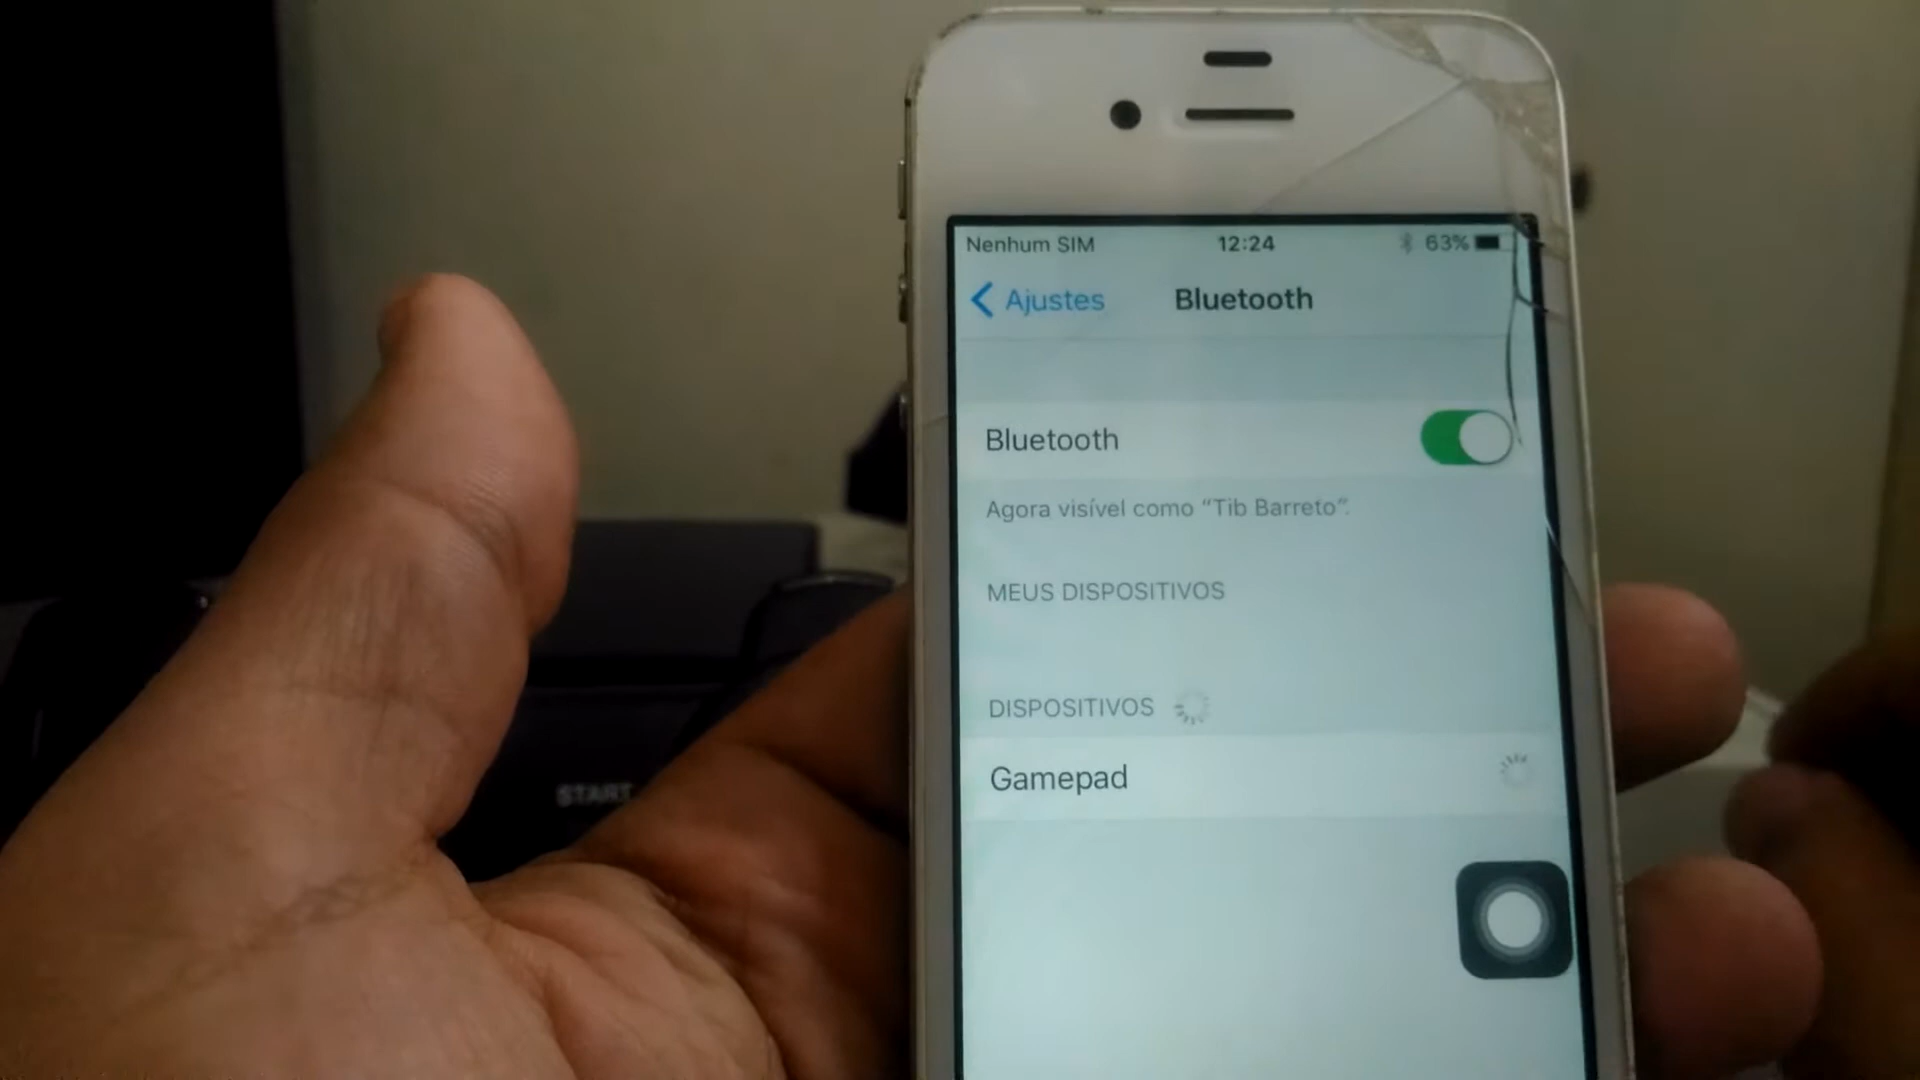 Nenhum SIM 12:24 63%
Ajustes Bluetooth
Bluetooth
Agora visível como “Tib Barreto”.
MEUS DISPOSITIVOS
DISPOSITIVOS
Gamepad
START